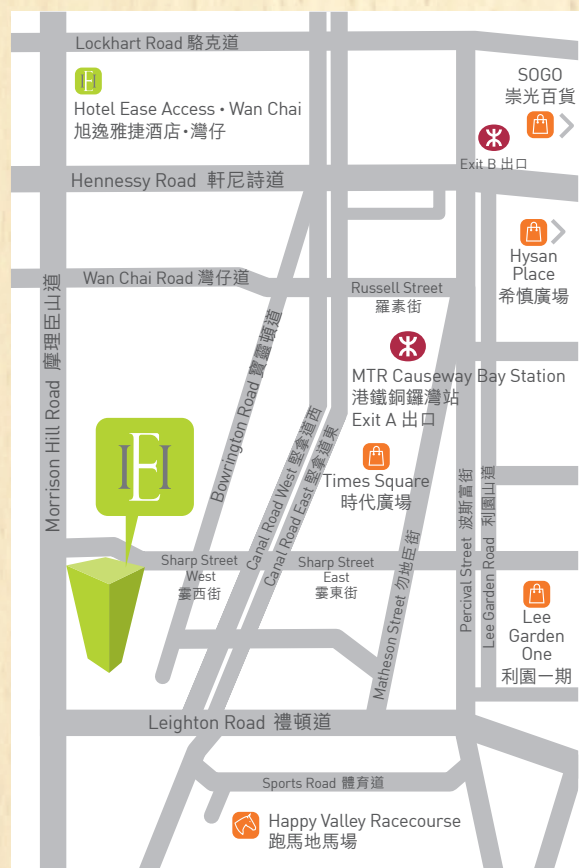 Lockhart Road 駱克道
SOGO
崇光百貨
Hotel Ease Access · Wan Chai
旭逸雅捷酒店·灣仔
Exit B 出口
Hennessy Road 軒尼詩道
Hysan
Place
希慎廣場
Wan Chai Road 灣仔道
Russell Street
羅素街
Morrison Hill Road 摩理臣山道
Bowrington Road 寶靈頓道
MTR Causeway Bay Station
港鐵銅鑼灣站
Exit A 出口
Canal Road West 堅拿道西
Canal Road East 堅拿道東
Times Square
時代廣場
HEH
Percival Street 波斯富街
Lee Garden Road 利園山道
Matheson Street 勿地臣街
Sharp Street
West
霎西街
Sharp Street
East
霎東街
Lee
Garden
One
利園一期
Leighton Road 禮頓道
Sports Road 體育道
Happy Valley Racecourse
跑馬地馬場